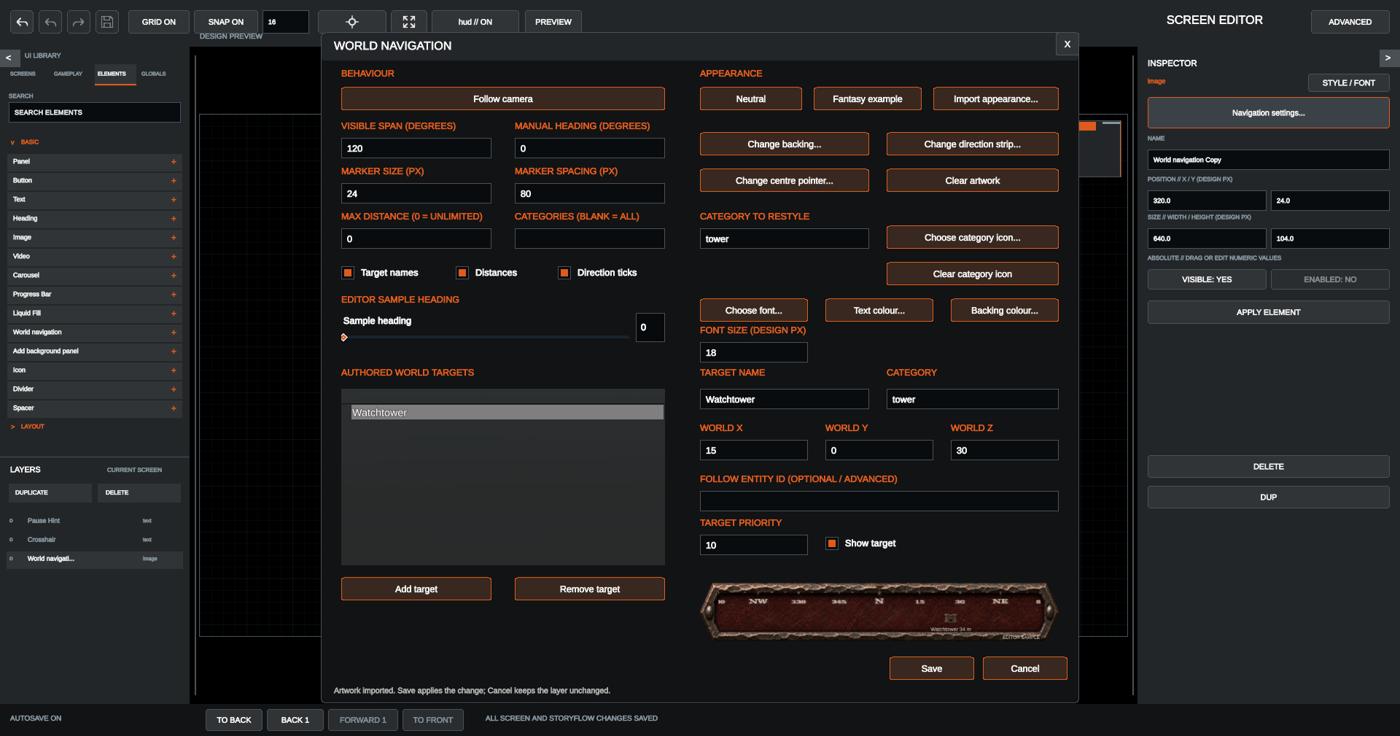 GRID ON
SNAP ON
16
hud // ON
PREVIEW
SCREEN EDITOR
ADVANCED
DESIGN PREVIEW
<
UI LIBRARY
SCREENS
GAMEPLAY
ELEMENTS
GLOBALS
SEARCH
SEARCH ELEMENTS
v BASIC
Panel +
Button +
Text +
Heading +
Image +
Video +
Carousel +
Progress Bar +
Liquid Fill +
World navigation +
Add background panel +
Icon +
Divider +
Spacer +
> LAYOUT
LAYERS
CURRENT SCREEN
DUPLICATE
DELETE
O Pause Hint text
O Crosshair text
O World navigati... image
WORLD NAVIGATION
X
BEHAVIOUR
Follow camera
VISIBLE SPAN (DEGREES)
MANUAL HEADING (DEGREES)
120
0
MARKER SIZE (PX)
MARKER SPACING (PX)
24
80
MAX DISTANCE (0 = UNLIMITED)
CATEGORIES (BLANK = ALL)
0
Target names
Distances
Direction ticks
EDITOR SAMPLE HEADING
Sample heading
0
AUTHORED WORLD TARGETS
Watchtower
Add target
Remove target
Artwork imported. Save applies the change; Cancel keeps the layer unchanged.
APPEARANCE
Neutral
Fantasy example
Import appearance...
Change backing...
Change direction strip...
Change centre pointer...
Clear artwork
CATEGORY TO RESTYLE
tower
Choose category icon...
Clear category icon
Choose font...
Text colour...
Backing colour...
FONT SIZE (DESIGN PX)
18
TARGET NAME
CATEGORY
Watchtower
tower
WORLD X
WORLD Y
WORLD Z
15
0
30
FOLLOW ENTITY ID (OPTIONAL / ADVANCED)
TARGET PRIORITY
10
Show target
NW 330 345 N 15 30 NE
Watchtower 34 m
EDITOR SAMPLE
Save
Cancel
>
INSPECTOR
Image
STYLE / FONT
Navigation settings...
NAME
World navigation Copy
POSITION // X / Y (DESIGN PX)
320.0
24.0
SIZE // WIDTH / HEIGHT (DESIGN PX)
640.0
104.0
ABSOLUTE // DRAG OR EDIT NUMERIC VALUES
VISIBLE: YES
ENABLED: NO
APPLY ELEMENT
DELETE
DUP
AUTOSAVE ON
TO BACK
BACK 1
FORWARD 1
TO FRONT
ALL SCREEN AND STORYFLOW CHANGES SAVED